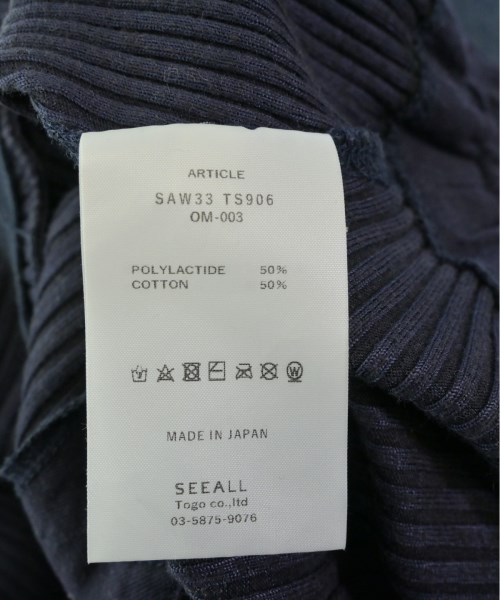 ARTICLE
SAW33 TS906
OM-003
POLYLACTIDE 50%
COTTON 50%
W
MADE IN JAPAN
SEEALL
Togo co.,ltd
03-5875-9076